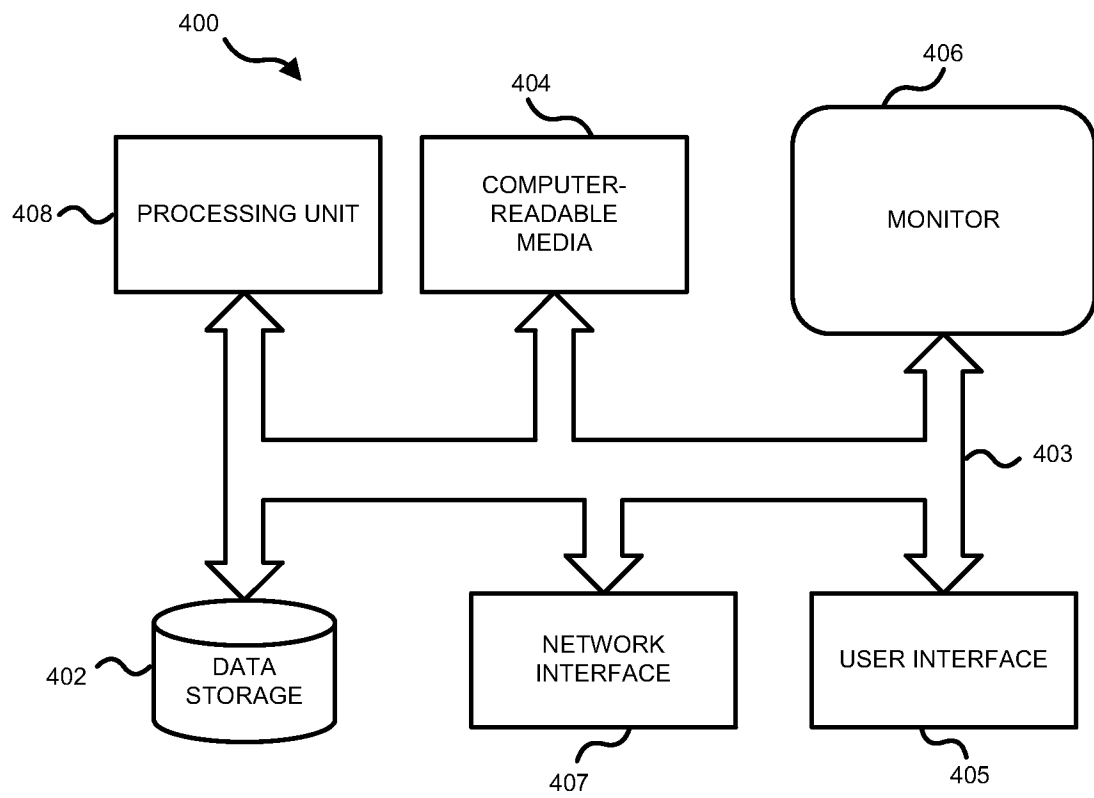 400
404
406
408
PROCESSING UNIT
COMPUTER-
READABLE
MEDIA
MONITOR
403
402
DATA
STORAGE
NETWORK
INTERFACE
USER INTERFACE
407
405